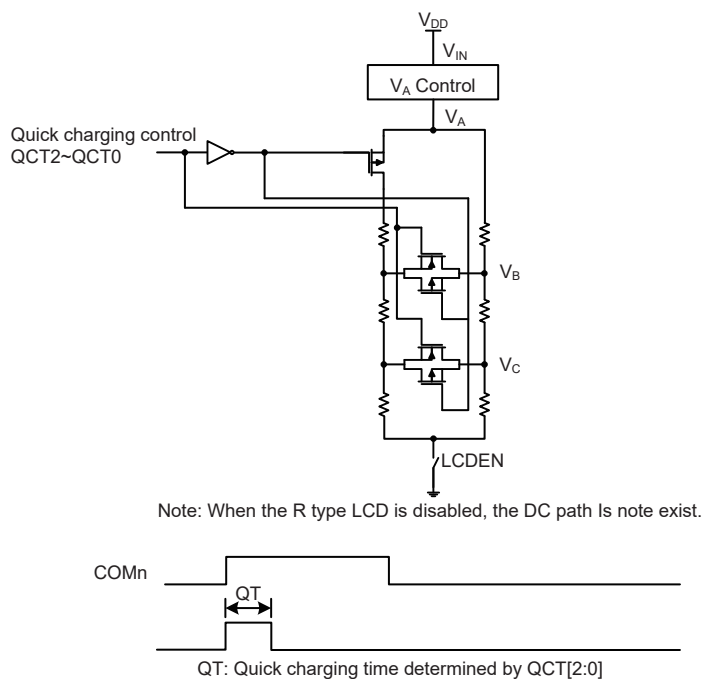 VDD
VIN
VA Control
VA
Quick charging control
QCT2~QCT0
VB
VC
LCDEN
Note: When the R type LCD is disabled, the DC path Is note exist.
COMn
QT
QT: Quick charging time determined by QCT[2:0]